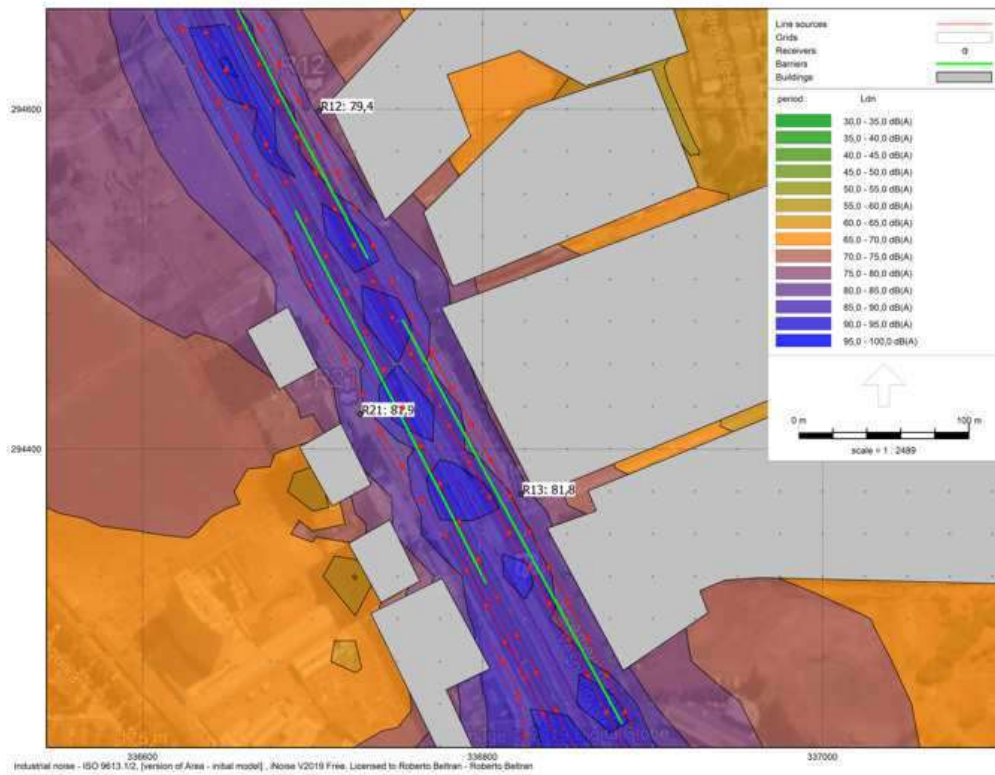 Line sources
Grids
Receivers
Barriers
Buildings
period
Ldn
30,0 - 35,0 dB(A)
35,0 - 40,0 dB(A)
40,0 - 45,0 dB(A)
45,0 - 50,0 dB(A)
50,0 - 55,0 dB(A)
55,0 - 60,0 dB(A)
60,0 - 65,0 dB(A)
65,0 - 70,0 dB(A)
70,0 - 75,0 dB(A)
75,0 - 80,0 dB(A)
80,0 - 85,0 dB(A)
85,0 - 90,0 dB(A)
90,0 - 95,0 dB(A)
95,0 - 100,0 dB(A)
0 m
100 m
scale = 1 : 2489
R12
R12: 79,4
294600
R21
R21: 82,9
294400
R13: 81,8
336600
336800
337000
Industrial noise - ISO 9613.1/2, [version of Area - initial model] , iNoise V2019 Free, Licensed to Roberto Beltran - Roberto Beltran